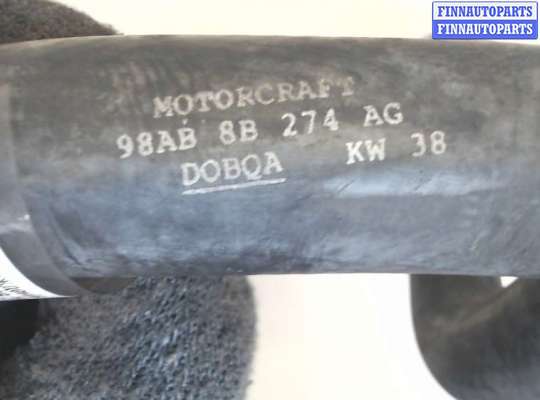 FINNAUTOPARTS
FINNAUTOPARTS
MOTORCRAFT
98AB 8B 274 AG
DOBQA KW 38